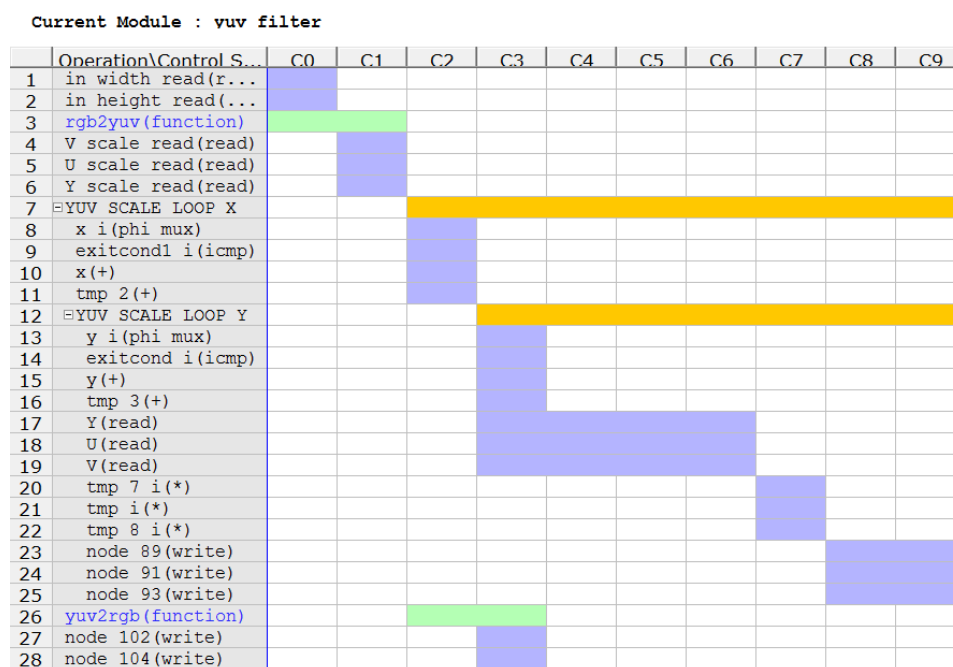 Current Module : yuv filter
Operation\Control S... C0 C1 C2 C3 C4 C5 C6 C7 C8 C9
1 in width read(r...
2 in height read(...
3 rgb2yuv(function)
4 V scale read(read)
5 U scale read(read)
6 Y scale read(read)
7 YUV SCALE LOOP X
8 x i(phi mux)
9 exitcond1 i(icmp)
10 x(+)
11 tmp 2(+)
12 YUV SCALE LOOP Y
13 y i(phi mux)
14 exitcond i(icmp)
15 y(+)
16 tmp 3(+)
17 Y(read)
18 U(read)
19 V(read)
20 tmp 7 i(*)
21 tmp i(*)
22 tmp 8 i(*)
23 node 89(write)
24 node 91(write)
25 node 93(write)
26 yuv2rgb(function)
27 node 102(write)
28 node 104(write)